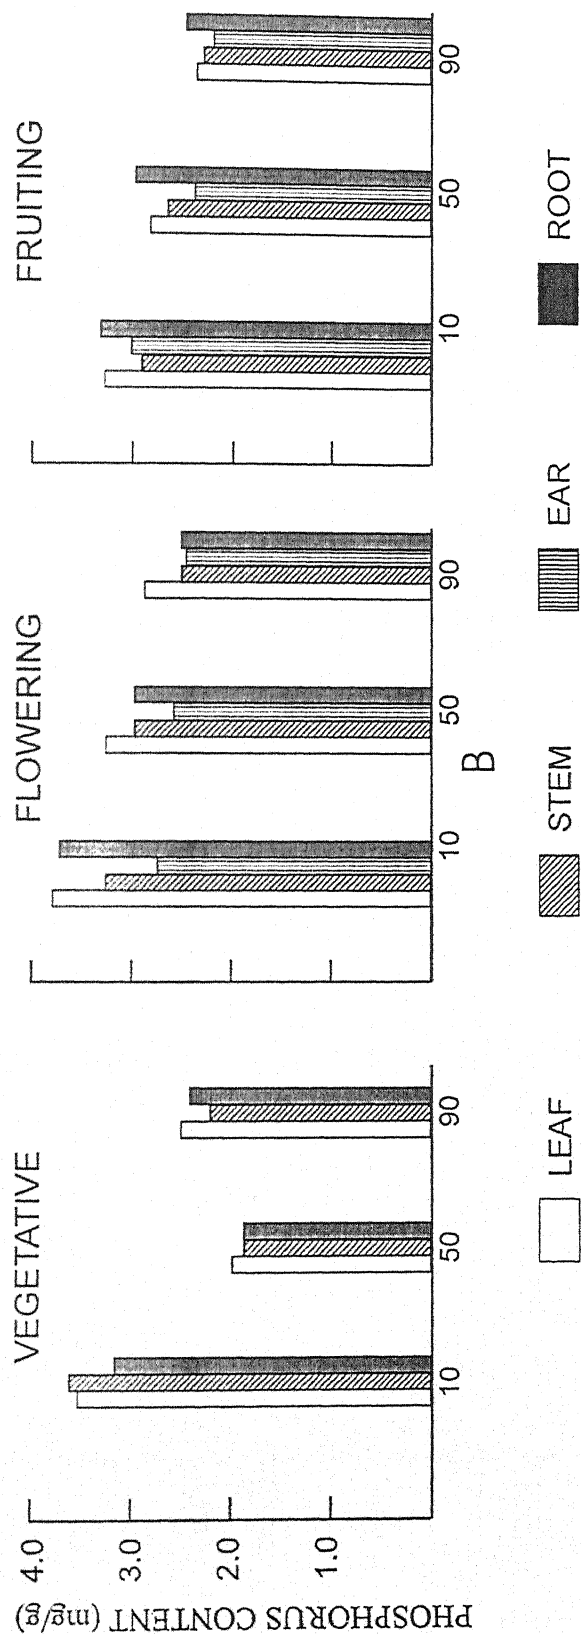 VEGETATIVE
FLOWERING
FRUITING
PHOSPHORUS CONTENT (mg/g)
4.0
3.0
2.0
1.0
10 50 90
10 50 90
10 50 90
B
LEAF STEM EAR ROOT